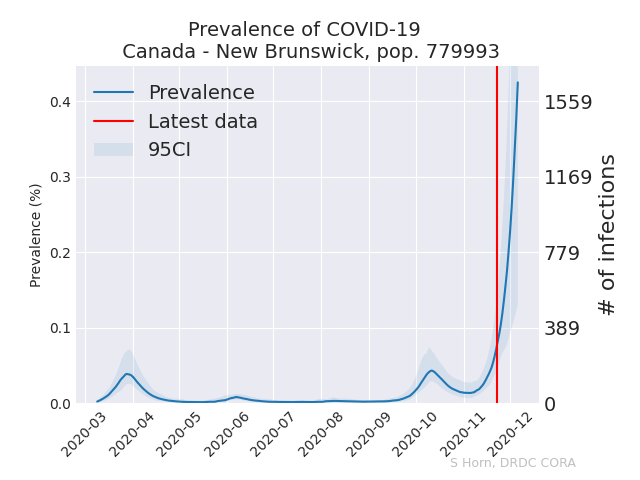 Prevalence of COVID-19
Canada - New Brunswick, pop. 779993
Prevalence
Latest data
95CI
Prevalence (%)
0.4
0.3
0.2
0.1
0.0
1559
1169
779
389
0
# of infections
2020-03
2020-04
2020-05
2020-06
2020-07
2020-08
2020-09
2020-10
2020-11
2020-12
S Horn, DRDC CORA